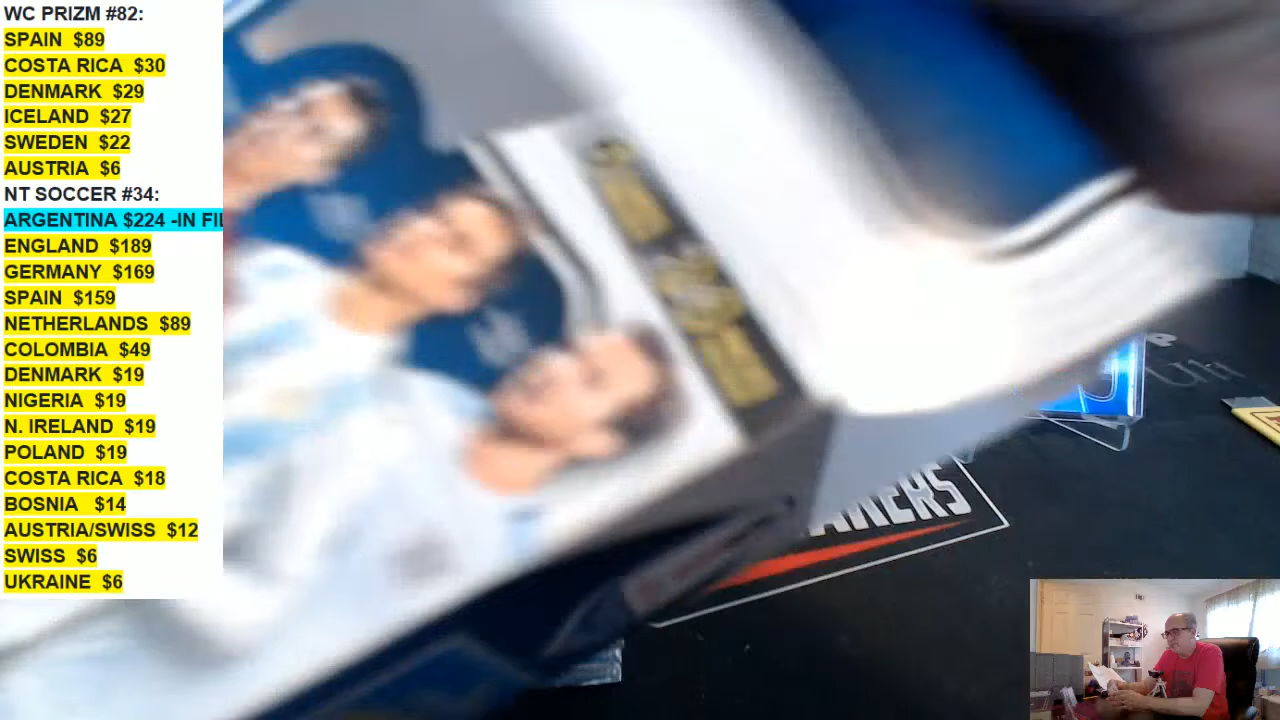 WC PRIZM #82:
SPAIN $89
COSTA RICA $30
DENMARK $29
ICELAND $27
SWEDEN $22
AUSTRIA $6
NT SOCCER #34:
ARGENTINA $224 -IN FIL
ENGLAND $189
GERMANY $169
SPAIN $159
NETHERLANDS $89
COLOMBIA $49
DENMARK $19
NIGERIA $19
N. IRELAND $19
POLAND $19
COSTA RICA $18
BOSNIA $14
AUSTRIA/SWISS $12
SWISS $6
UKRAINE $6